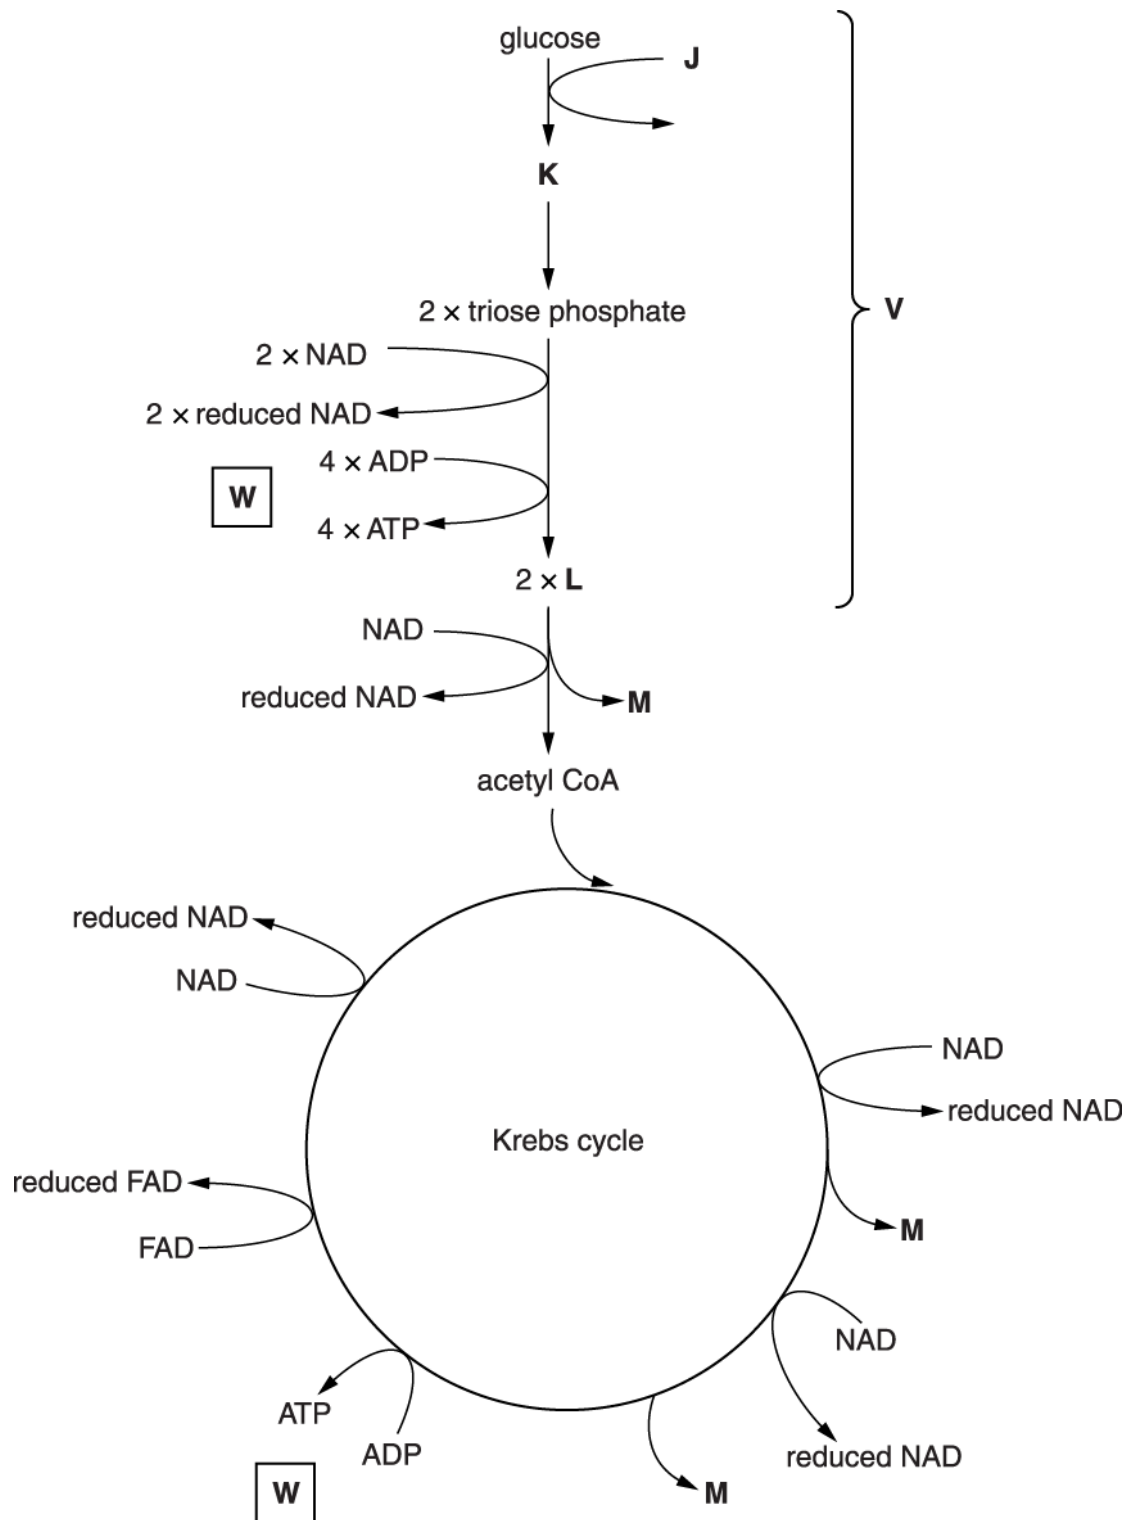 glucose
J
K
2 × triose phosphate
V
2 × NAD
2 × reduced NAD
4 × ADP
W
4 × ATP
2 × L
NAD
reduced NAD
M
acetyl CoA
reduced NAD
NAD
NAD
reduced NAD
Krebs cycle
reduced FAD
M
FAD
NAD
ATP
ADP
reduced NAD
W
M